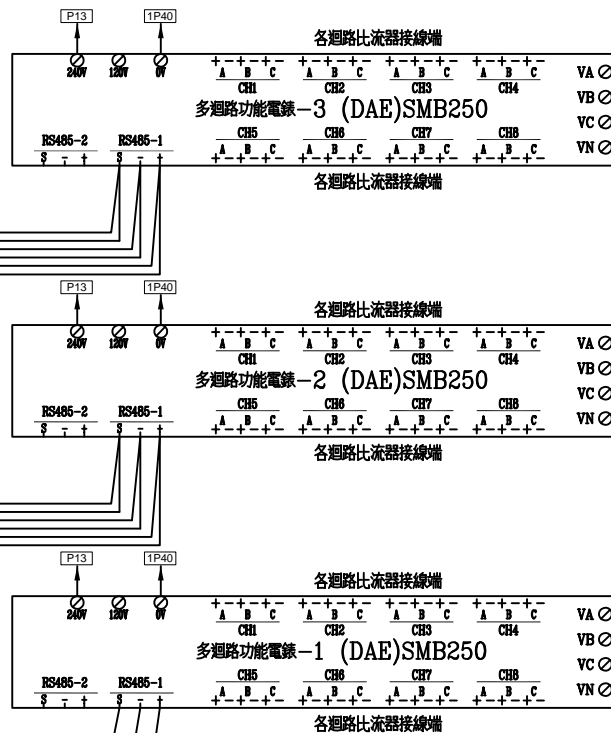 P13 1P40
各迴路比流器接線端
240V 120V 0V + - + - + - + - + - + - + - + - + - + - + - + -
A B C A B C A B C A B C VA
CH1 CH2 CH3 CH4
VB
多迴路功能電錶-3 (DAE)SMB250
VC
CH5 CH6 CH7 CH8
RS485-2 RS485-1 A B C A B C A B C A B C VN
S - + S - + + - + - + - + - + - + - + - + - + - + - + - + -
各迴路比流器接線端
P13 1P40
各迴路比流器接線端
240V 120V 0V + - + - + - + - + - + - + - + - + - + - + - + -
A B C A B C A B C A B C VA
CH1 CH2 CH3 CH4
VB
多迴路功能電錶-2 (DAE)SMB250
VC
CH5 CH6 CH7 CH8
RS485-2 RS485-1 A B C A B C A B C A B C VN
S - + S - + + - + - + - + - + - + - + - + - + - + - + - + -
各迴路比流器接線端
P13 1P40
各迴路比流器接線端
240V 120V 0V + - + - + - + - + - + - + - + - + - + - + - + -
A B C A B C A B C A B C VA
CH1 CH2 CH3 CH4
VB
多迴路功能電錶-1 (DAE)SMB250
VC
CH5 CH6 CH7 CH8
RS485-2 RS485-1 A B C A B C A B C A B C VN
S - + S - + + - + - + - + - + - + - + - + - + - + - + - + -
各迴路比流器接線端